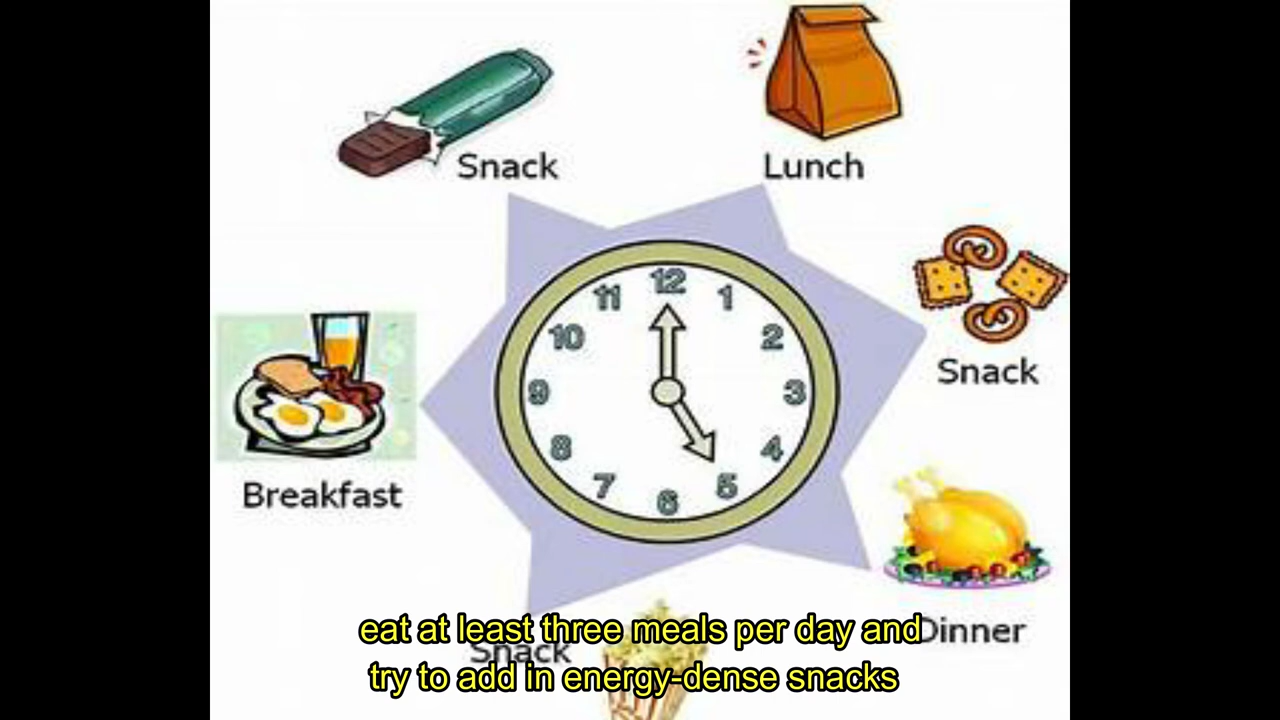 Snack
Lunch
Snack
Breakfast
Dinner
Snack
12
11
1
10
2
9
3
8
4
7
5
6
eat at least three meals per day and
try to add in energy-dense snacks